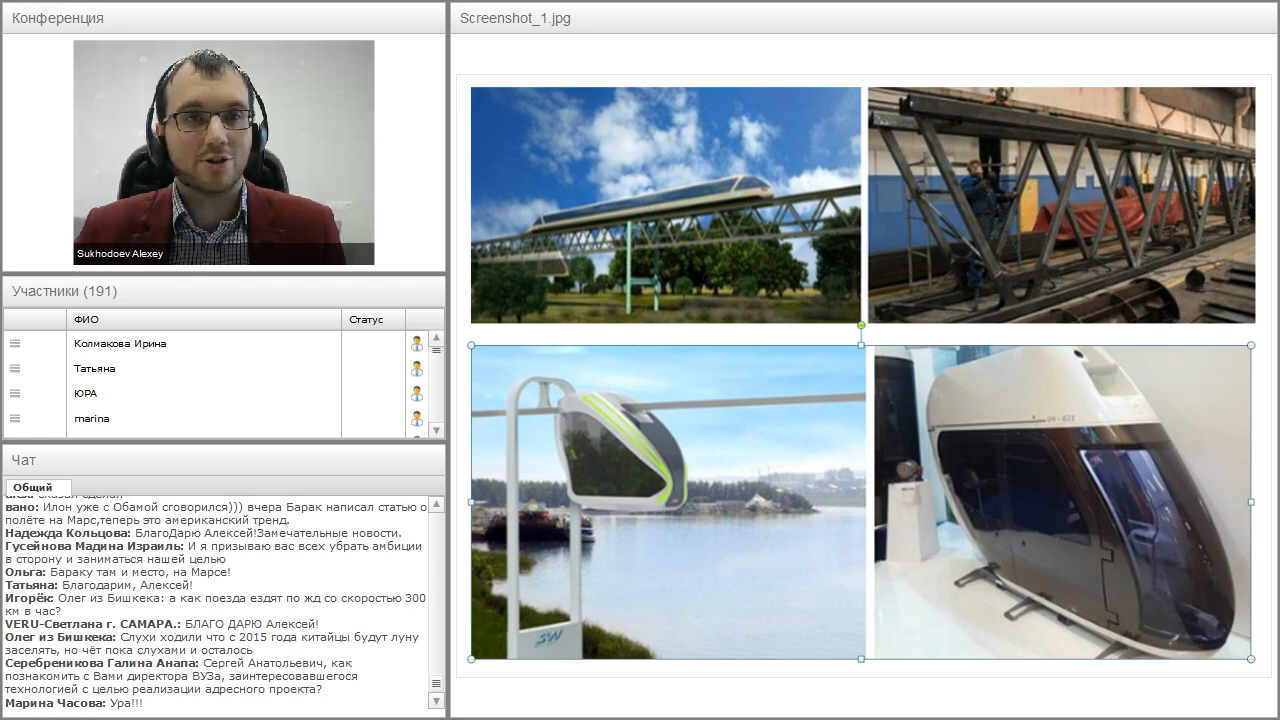 Конференция
Sukhodoev Alexey
Участники (191)
ФИО
Статус
Колмакова Ирина
Татьяна
ЮРА
marina
Чат
Общий
вано: Илон уже с Обамой сговорился))) вчера Барак написал статью о
полёте на Марс,теперь это американский тренд.
Надежда Кольцова: БлагоДарю Алексей!Замечательные новости.
Гусейнова Мадина Израиль: И я призываю вас всех убрать амбиции
в сторону и заниматься нашей целью
Ольга: Бараку там и место, на Марсе!
Татьяна: Благодарим, Алексей!
Игорёк: Олег из Бишкека: а как поезда ездят по жд со скоростью 300
км в час?
VERU-Светлана г. САМАРА.: БЛАГО ДАРЮ Алексей!
Олег из Бишкека: Слухи ходили что с 2015 года китайцы будут луну
заселять, но чёт пока слухами и осталось
Серебреникова Галина Анапа: Сергей Анатольевич, как
познакомить с Вами директора ВУЗа, заинтересовавшегося
технологией с целью реализации адресного проекта?
Марина Часова: Ура!!!
Screenshot_1.jpg
SW